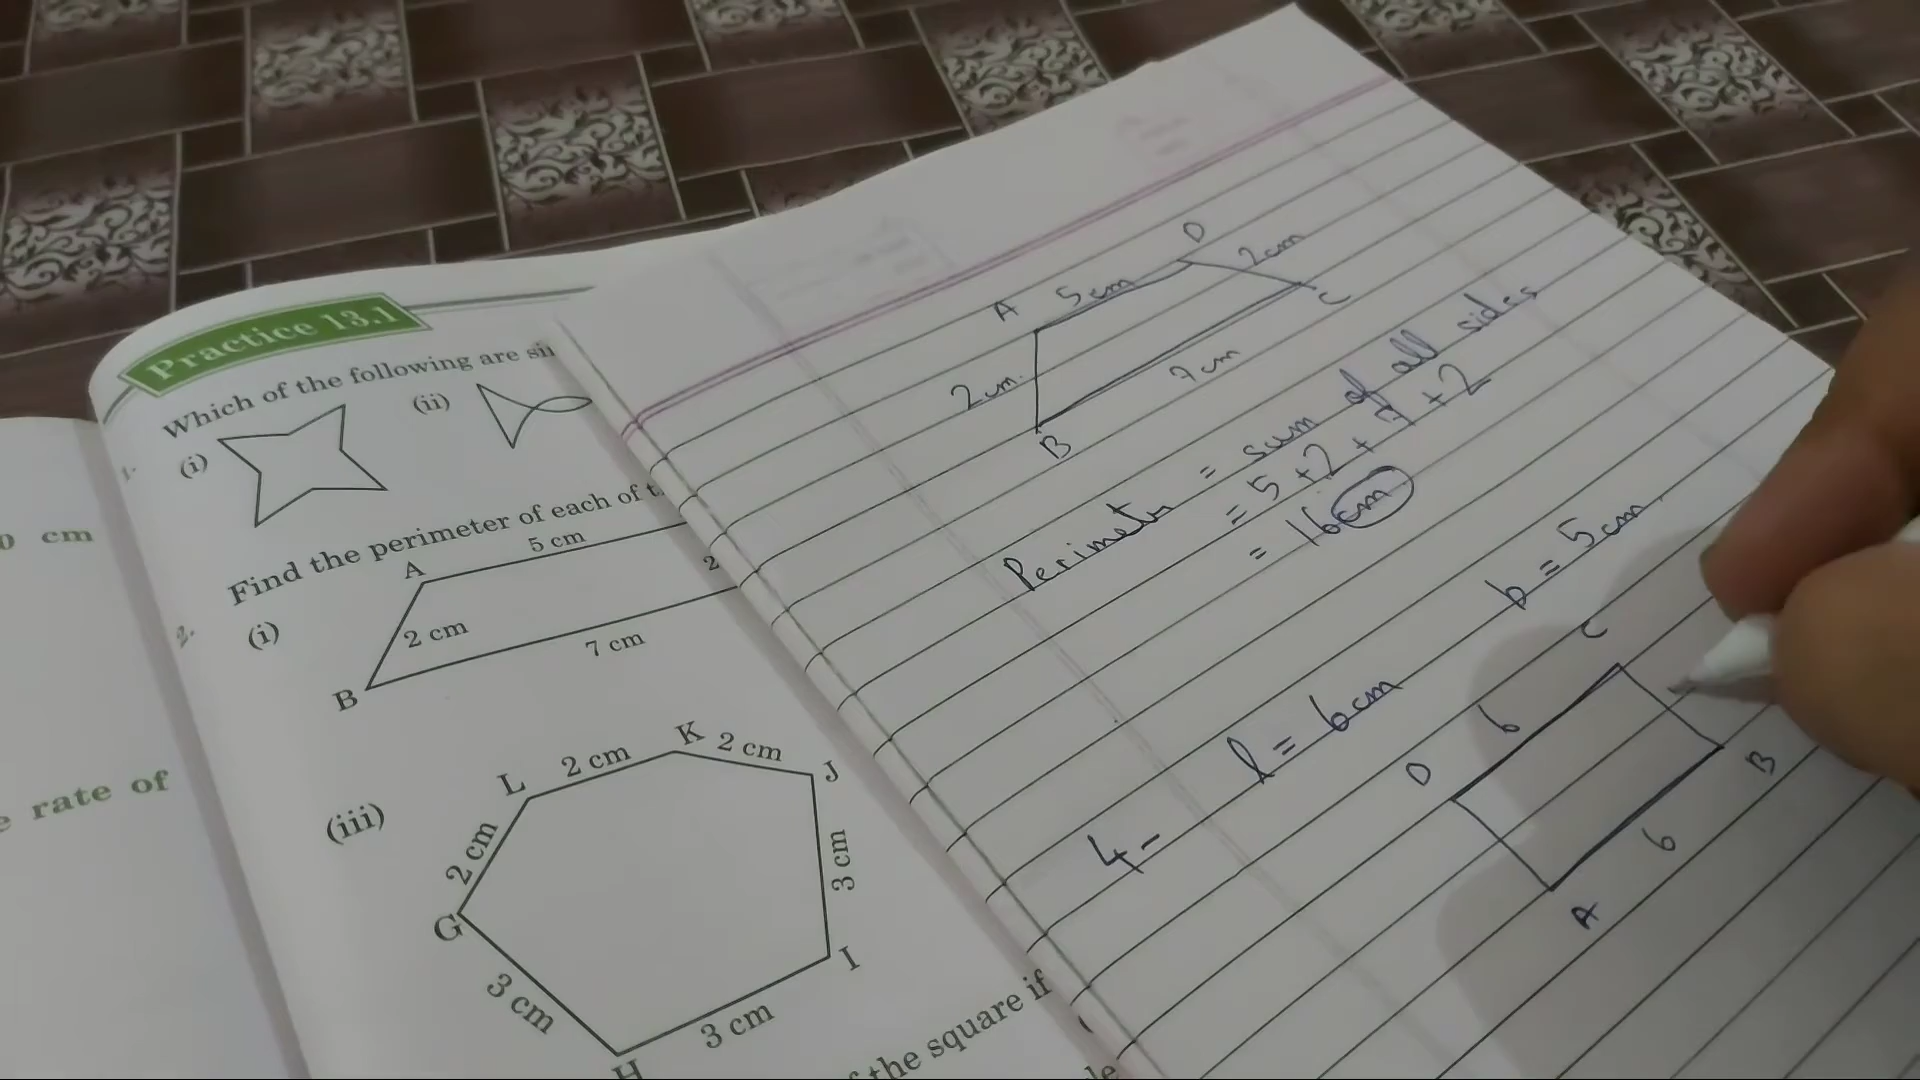 0 cm
e rate of
Practice 13.1
1.
Which of the following are
(i)
(ii)
2.
Find the perimeter of each of
(i)
A
5 cm
2
2 cm
7 cm
B
(iii)
L
2 cm
K
2 cm
J
2 cm
3 cm
G
I
3 cm
3 cm
H
the square if
A
5cm
D
2cm
2cm.
C
7cm
B
Perimeter = sum of all sides
= 5+2+7+2
= 16cm
4- l = 6cm b = 5cm
C
6
D
B
6
A